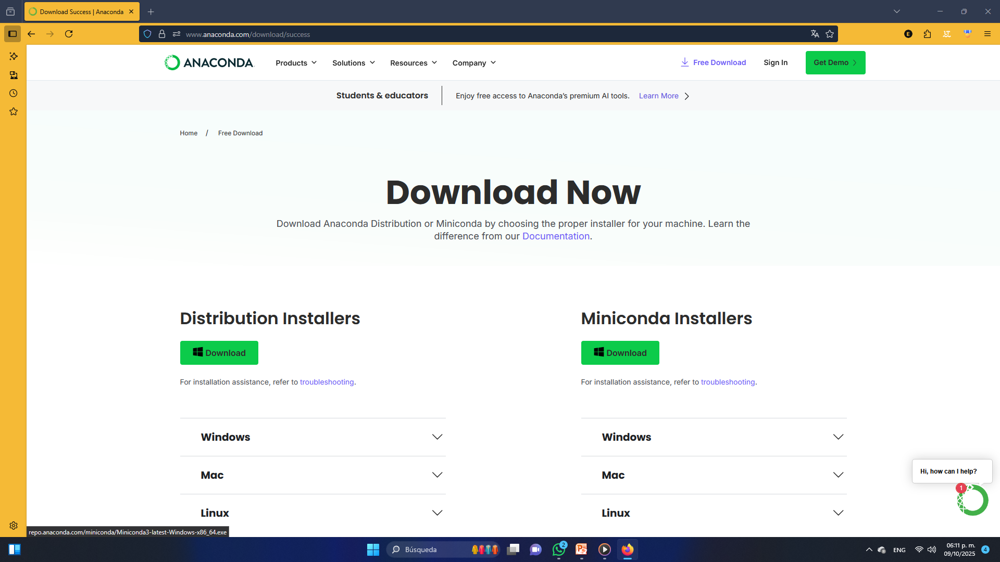 Download Success | Anaconda
www.anaconda.com/download/success
E
LT
ANACONDA
Products
Solutions
Resources
Company
Free Download
Sign In
Get Demo
Students & educators
Enjoy free access to Anaconda’s premium AI tools.
Learn More
Home / Free Download
Download Now
Download Anaconda Distribution or Miniconda by choosing the proper installer for your machine. Learn the
difference from our Documentation.
Distribution Installers
Download
For installation assistance, refer to troubleshooting.
Windows
Mac
Linux
Miniconda Installers
Download
For installation assistance, refer to troubleshooting.
Windows
Mac
Linux
Hi, how can I help?
1
repo.anaconda.com/miniconda/Miniconda3-latest-Windows-x86_64.exe
Búsqueda
2
P
ENG
06:11 p. m.
09/10/2025
4